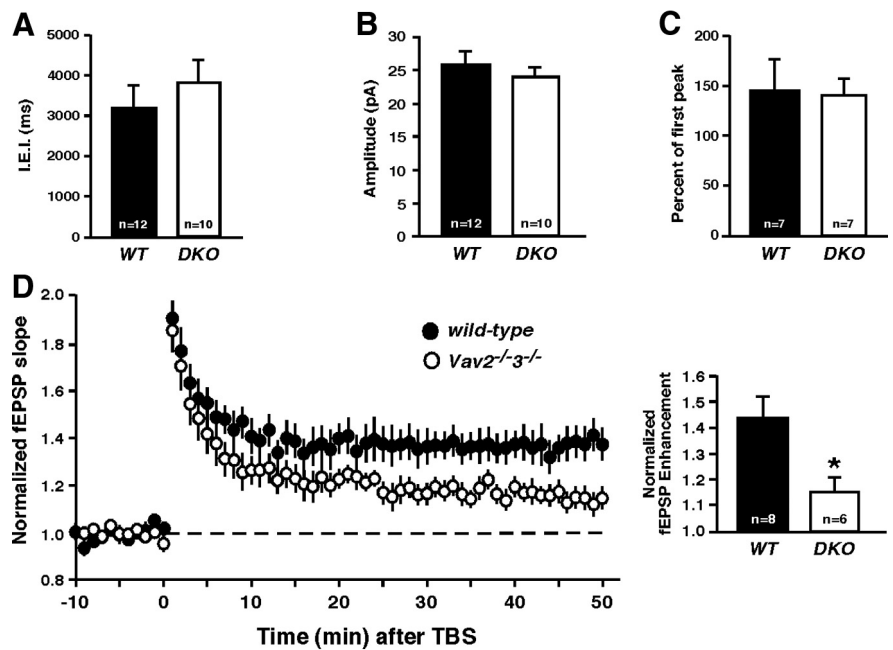 A
5000
4000
3000
2000
1000
0
I.E.I. (ms)
n=12
n=10
WT DKO
B
35
30
25
20
15
10
5
0
Amplitude (pA)
n=12
n=10
WT DKO
C
200
150
100
50
0
Percent of first peak
n=7
n=7
WT DKO
D
2.0
1.8
1.6
1.4
1.2
1.0
0.8
Normalized fEPSP slope
wild-type
Vav2-/-3-/-
-10 0 10 20 30 40 50
Time (min) after TBS
1.6
1.5
1.4
1.3
1.2
1.1
1.0
Normalized
fEPSP Enhancement
*
n=8
n=6
WT DKO